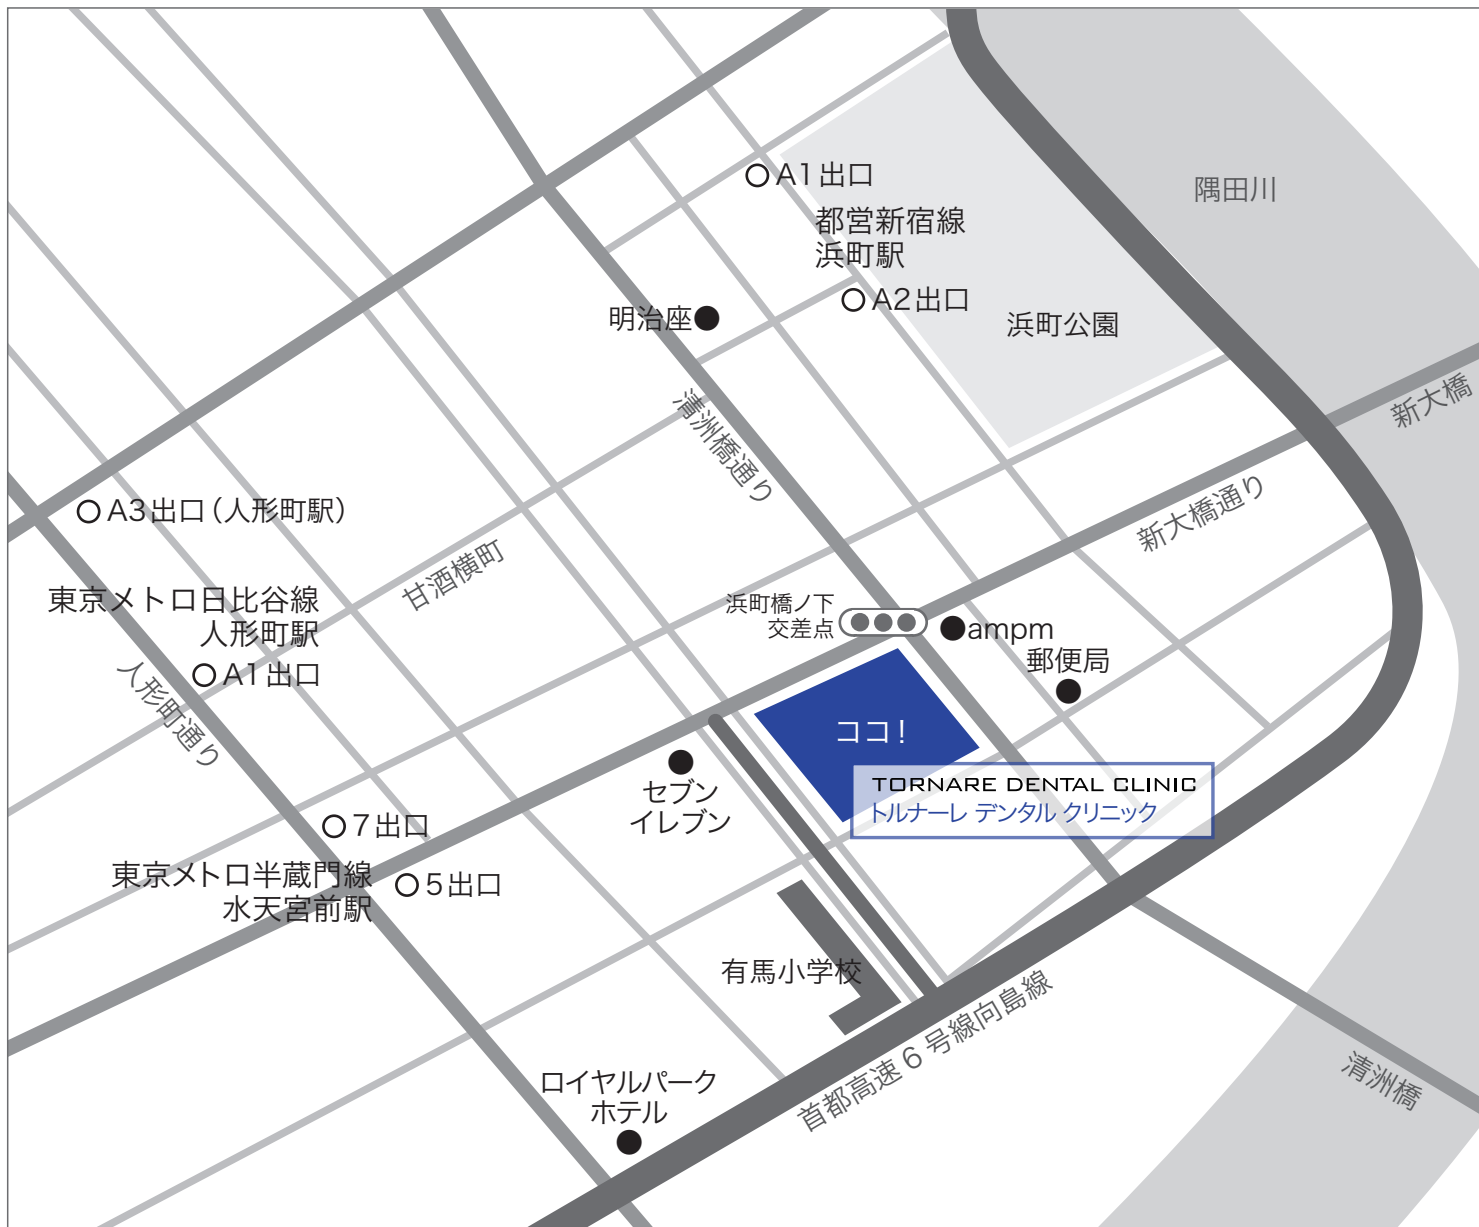 A1出口
隅田川
都営新宿線
浜町駅
A2出口
明治座
浜町公園
新大橋
清洲橋通り
新大橋通り
A3出口(人形町駅)
甘酒横町
東京メトロ日比谷線
人形町駅
A1出口
人形町通り
浜町橋ノ下
交差点
ampm
郵便局
ココ!
TORNARE DENTAL CLINIC
トルナーレ デンタル クリニック
セブン
イレブン
7出口
東京メトロ半蔵門線
水天宮前駅
5出口
有馬小学校
首都高速6号線向島線
清洲橋
ロイヤルパーク
ホテル